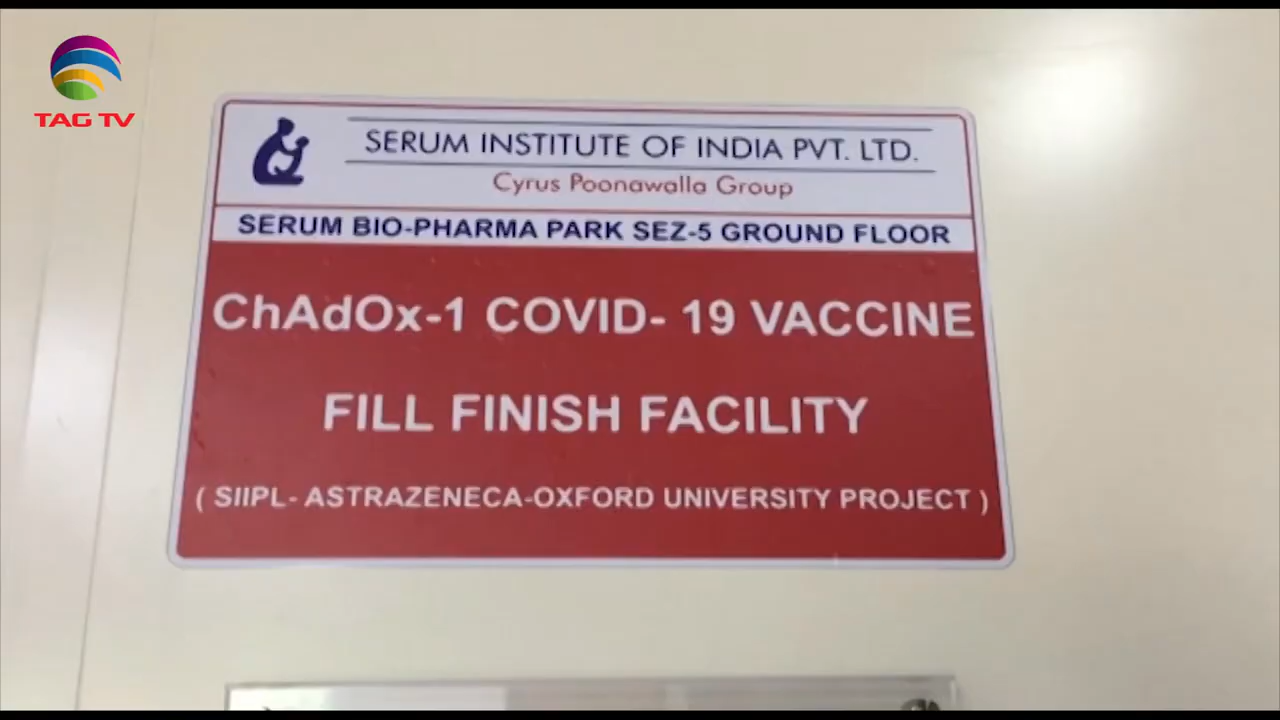 TAG TV
SERUM INSTITUTE OF INDIA PVT. LTD.
Cyrus Poonawalla Group
SERUM BIO-PHARMA PARK SEZ-5 GROUND FLOOR
ChAdOx-1 COVID- 19 VACCINE
FILL FINISH FACILITY
( SIIPL- ASTRAZENECA-OXFORD UNIVERSITY PROJECT )